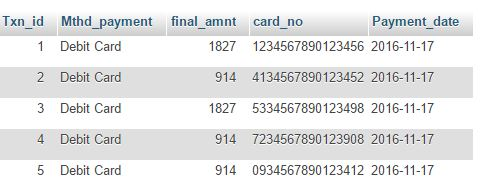 Txn_id Mthd_payment final_amnt card_no Payment_date
1 Debit Card 1827 1234567890123456 2016-11-17
2 Debit Card 914 4134567890123452 2016-11-17
3 Debit Card 1827 5334567890123498 2016-11-17
4 Debit Card 914 7234567890123908 2016-11-17
5 Debit Card 914 0934567890123412 2016-11-17